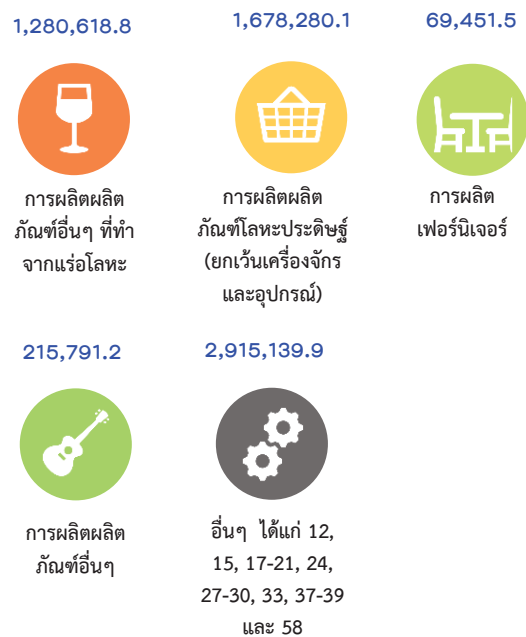 1,280,618.8
การผลิตผลิต
ภัณฑ์อื่นๆ ที่ทำ
จากแร่อโลหะ
1,678,280.1
การผลิตผลิต
ภัณฑ์โลหะประดิษฐ์
(ยกเว้นเครื่องจักร
และอุปกรณ์)
69,451.5
การผลิต
เฟอร์นิเจอร์
215,791.2
การผลิตผลิต
ภัณฑ์อื่นๆ
2,915,139.9
อื่นๆ ได้แก่ 12,
15, 17-21, 24,
27-30, 33, 37-39
และ 58